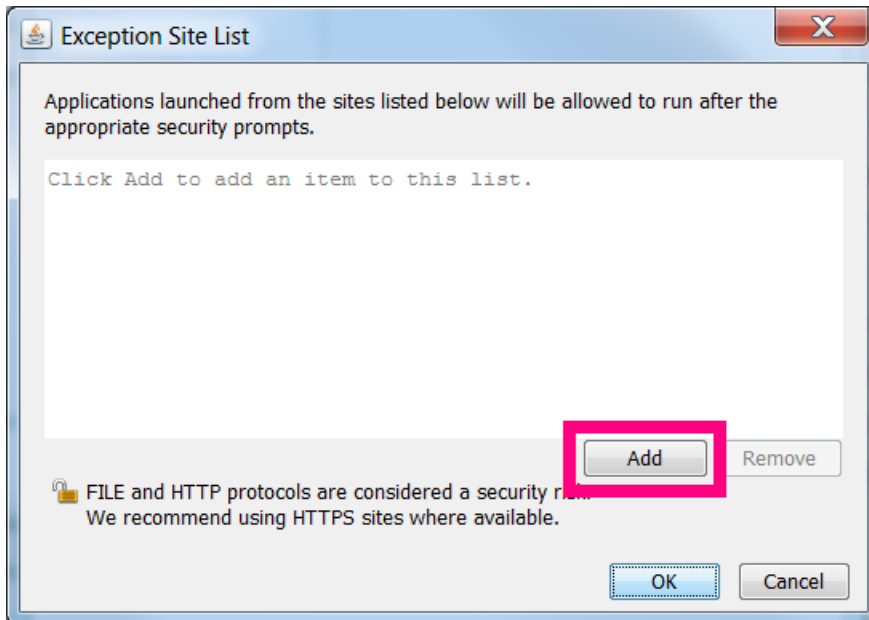 Exception Site List
Applications launched from the sites listed below will be allowed to run after the
appropriate security prompts.
Click Add to add an item to this list.
Add
Remove
FILE and HTTP protocols are considered a security
We recommend using HTTPS sites where available.
OK
Cancel